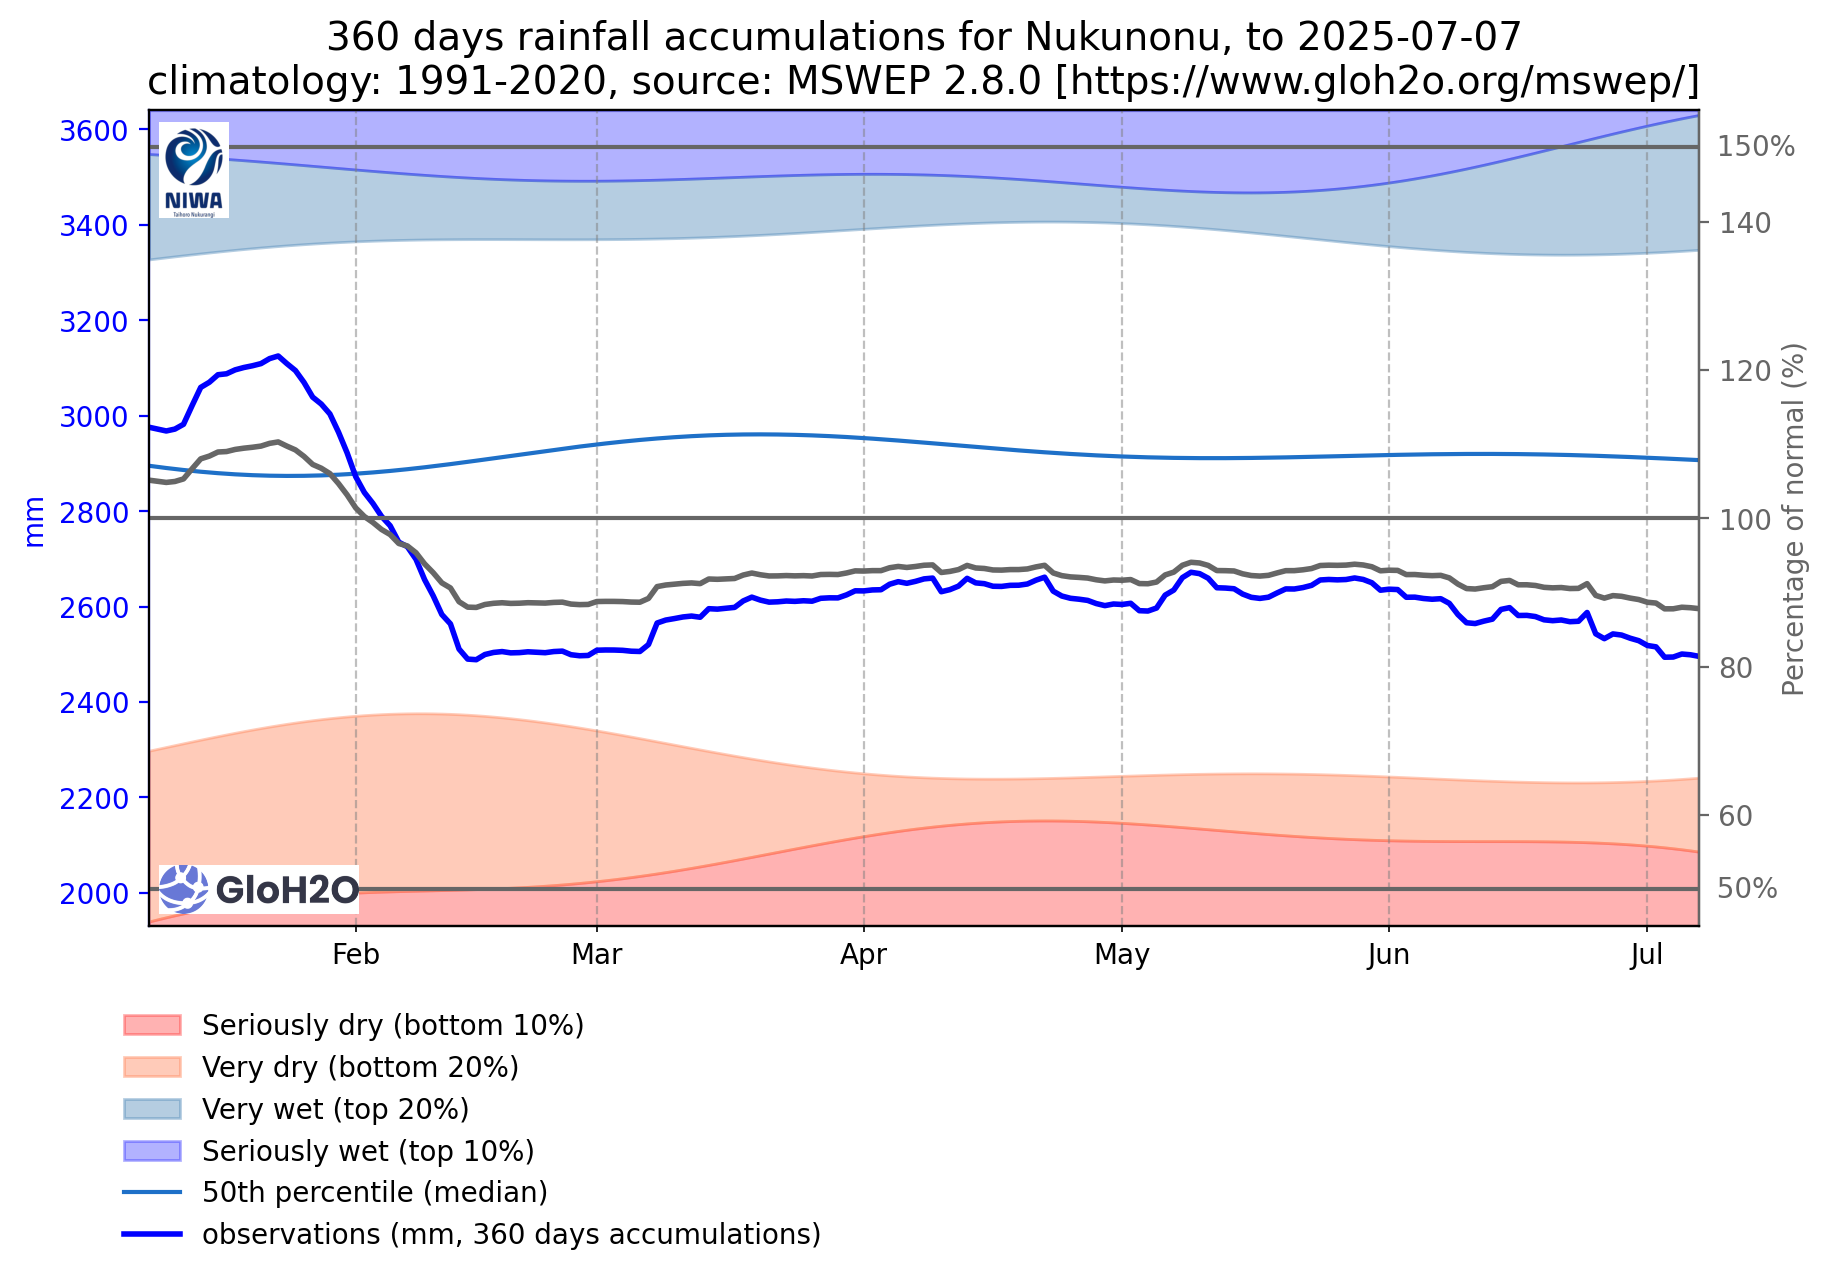 360 days rainfall accumulations for Nukunonu, to 2025-07-07
climatology: 1991-2020, source: MSWEP 2.8.0 [https://www.gloh2o.org/mswep/]
3600
3400
3200
3000
2800
2600
2400
2200
2000
mm
NIWA
Taihoro Nukurangi
GloH2O
150%
140
120
100
80
60
50%
Percentage of normal (%)
Feb
Mar
Apr
May
Jun
Jul
Seriously dry (bottom 10%)
Very dry (bottom 20%)
Very wet (top 20%)
Seriously wet (top 10%)
50th percentile (median)
observations (mm, 360 days accumulations)